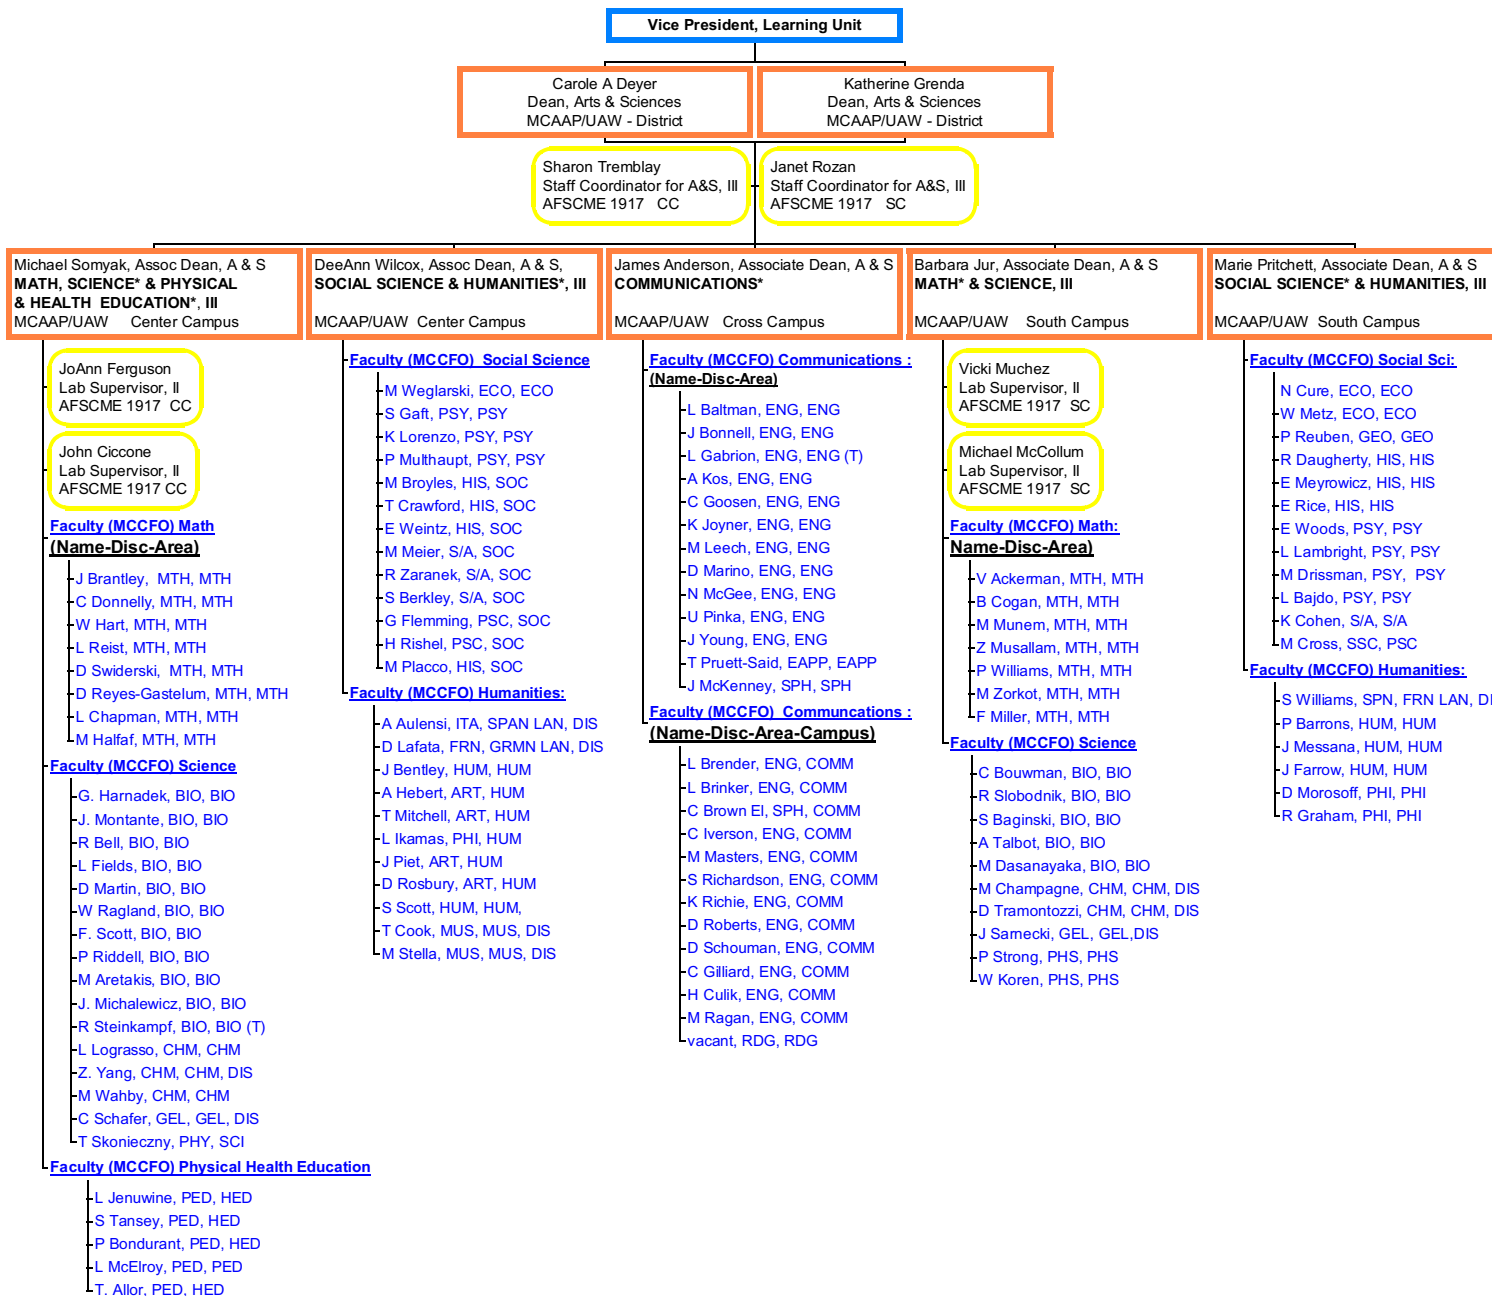 Vice President, Learning Unit
Carole A Deyer
Dean, Arts & Sciences
MCAAP/UAW - District
Katherine Grenda
Dean, Arts & Sciences
MCAAP/UAW - District
Sharon Tremblay
Staff Coordinator for A&S, III
AFSCME 1917 CC
Janet Rozan
Staff Coordinator for A&S, III
AFSCME 1917 SC
Michael Somyak, Assoc Dean, A & S
MATH, SCIENCE* & PHYSICAL
& HEALTH EDUCATION*, III
MCAAP/UAW Center Campus
JoAnn Ferguson
Lab Supervisor, II
AFSCME 1917 CC
John Ciccone
Lab Supervisor, II
AFSCME 1917 CC
Faculty (MCCFO) Math
(Name-Disc-Area)
J Brantley, MTH, MTH
C Donnelly, MTH, MTH
W Hart, MTH, MTH
L Reist, MTH, MTH
D Swiderski, MTH, MTH
D Reyes-Gastelum, MTH, MTH
L Chapman, MTH, MTH
M Halfaf, MTH, MTH
Faculty (MCCFO) Science
G. Harnadek, BIO, BIO
J. Montante, BIO, BIO
R Bell, BIO, BIO
L Fields, BIO, BIO
D Martin, BIO, BIO
W Ragland, BIO, BIO
F. Scott, BIO, BIO
P Riddell, BIO, BIO
M Aretakis, BIO, BIO
J. Michalewicz, BIO, BIO
R Steinkampf, BIO, BIO (T)
L Lograsso, CHM, CHM
Z. Yang, CHM, CHM, DIS
M Wahby, CHM, CHM
C Schafer, GEL, GEL, DIS
T Skonieczny, PHY, SCI
Faculty (MCCFO) Physical Health Education
L Jenuwine, PED, HED
S Tansey, PED, HED
P Bondurant, PED, HED
L McElroy, PED, PED
T. Allor, PED, HED
DeeAnn Wilcox, Assoc Dean, A & S,
SOCIAL SCIENCE & HUMANITIES*, III
MCAAP/UAW Center Campus
Faculty (MCCFO) Social Science
M Weglarski, ECO, ECO
S Gaft, PSY, PSY
K Lorenzo, PSY, PSY
P Multhaupt, PSY, PSY
M Broyles, HIS, SOC
T Crawford, HIS, SOC
E Weintz, HIS, SOC
M Meier, S/A, SOC
R Zaranek, S/A, SOC
S Berkley, S/A, SOC
G Flemming, PSC, SOC
H Rishel, PSC, SOC
M Placco, HIS, SOC
Faculty (MCCFO) Humanities:
A Aulensi, ITA, SPAN LAN, DIS
D Lafata, FRN, GRMN LAN, DIS
J Bentley, HUM, HUM
A Hebert, ART, HUM
T Mitchell, ART, HUM
L Ikamas, PHI, HUM
J Piet, ART, HUM
D Rosbury, ART, HUM
S Scott, HUM, HUM,
T Cook, MUS, MUS, DIS
M Stella, MUS, MUS, DIS
James Anderson, Associate Dean, A & S
COMMUNICATIONS*
MCAAP/UAW Cross Campus
Faculty (MCCFO) Communications :
(Name-Disc-Area)
L Baltman, ENG, ENG
J Bonnell, ENG, ENG
L Gabrion, ENG, ENG (T)
A Kos, ENG, ENG
C Goosen, ENG, ENG
K Joyner, ENG, ENG
M Leech, ENG, ENG
D Marino, ENG, ENG
N McGee, ENG, ENG
U Pinka, ENG, ENG
J Young, ENG, ENG
T Pruett-Said, EAPP, EAPP
J McKenney, SPH, SPH
Faculty (MCCFO) Communcations :
(Name-Disc-Area-Campus)
L Brender, ENG, COMM
L Brinker, ENG, COMM
C Brown El, SPH, COMM
C Iverson, ENG, COMM
M Masters, ENG, COMM
S Richardson, ENG, COMM
K Richie, ENG, COMM
D Roberts, ENG, COMM
D Schouman, ENG, COMM
C Gilliard, ENG, COMM
H Culik, ENG, COMM
M Ragan, ENG, COMM
vacant, RDG, RDG
Barbara Jur, Associate Dean, A & S
MATH* & SCIENCE, III
MCAAP/UAW South Campus
Vicki Muchez
Lab Supervisor, II
AFSCME 1917 SC
Michael McCollum
Lab Supervisor, II
AFSCME 1917 SC
Faculty (MCCFO) Math:
Name-Disc-Area)
V Ackerman, MTH, MTH
B Cogan, MTH, MTH
M Munem, MTH, MTH
Z Musallam, MTH, MTH
P Williams, MTH, MTH
M Zorkot, MTH, MTH
F Miller, MTH, MTH
Faculty (MCCFO) Science
C Bouwman, BIO, BIO
R Slobodnik, BIO, BIO
S Baginski, BIO, BIO
A Talbot, BIO, BIO
M Dasanayaka, BIO, BIO
M Champagne, CHM, CHM, DIS
D Tramontozzi, CHM, CHM, DIS
J Sarnecki, GEL, GEL,DIS
P Strong, PHS, PHS
W Koren, PHS, PHS
Marie Pritchett, Associate Dean, A & S
SOCIAL SCIENCE* & HUMANITIES, III
MCAAP/UAW South Campus
Faculty (MCCFO) Social Sci:
N Cure, ECO, ECO
W Metz, ECO, ECO
P Reuben, GEO, GEO
R Daugherty, HIS, HIS
E Meyrowicz, HIS, HIS
E Rice, HIS, HIS
E Woods, PSY, PSY
L Lambright, PSY, PSY
M Drissman, PSY, PSY
L Bajdo, PSY, PSY
K Cohen, S/A, S/A
M Cross, SSC, PSC
Faculty (MCCFO) Humanities:
S Williams, SPN, FRN LAN,
P Barrons, HUM, HUM
J Messana, HUM, HUM
J Farrow, HUM, HUM
D Morosoff, PHI, PHI
R Graham, PHI, PHI